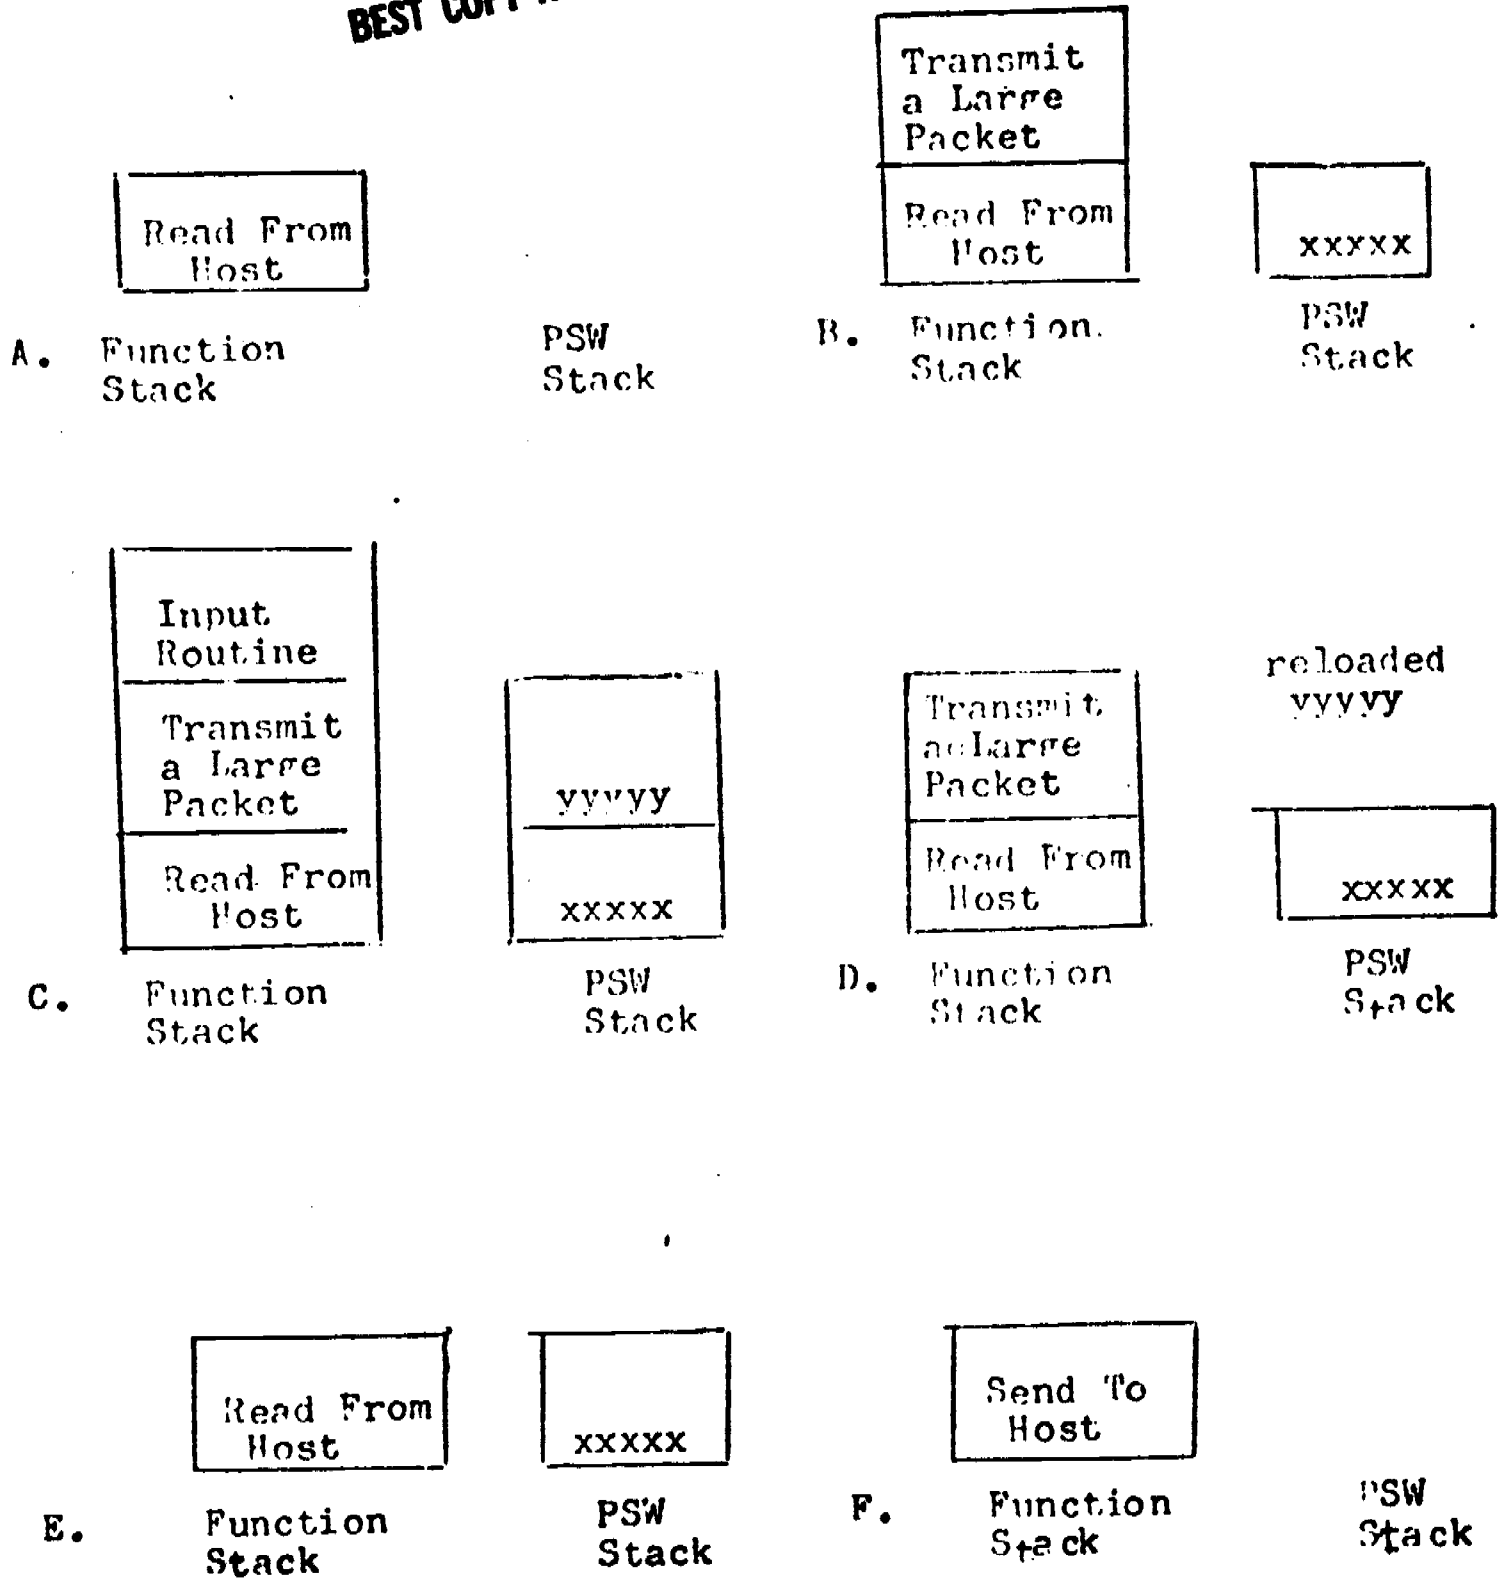 BEST COPY
Transmit
a Large
Packet
Read From
Host
xxxxx
B. Function
Stack
PSW
Stack
Read From
Host
A. Function
Stack
PSW
Stack
Input
Routine
Transmit
a Large
Packet
Read From
Host
yyyyy
xxxxx
C. Function
Stack
PSW
Stack
reloaded
yyyyy
Transmit
a Large
Packet
Read From
Host
xxxxx
D. Function
Stack
PSW
Stack
Read From
Host
xxxxx
E. Function
Stack
PSW
Stack
Send To
Host
F. Function
Stack
PSW
Stack